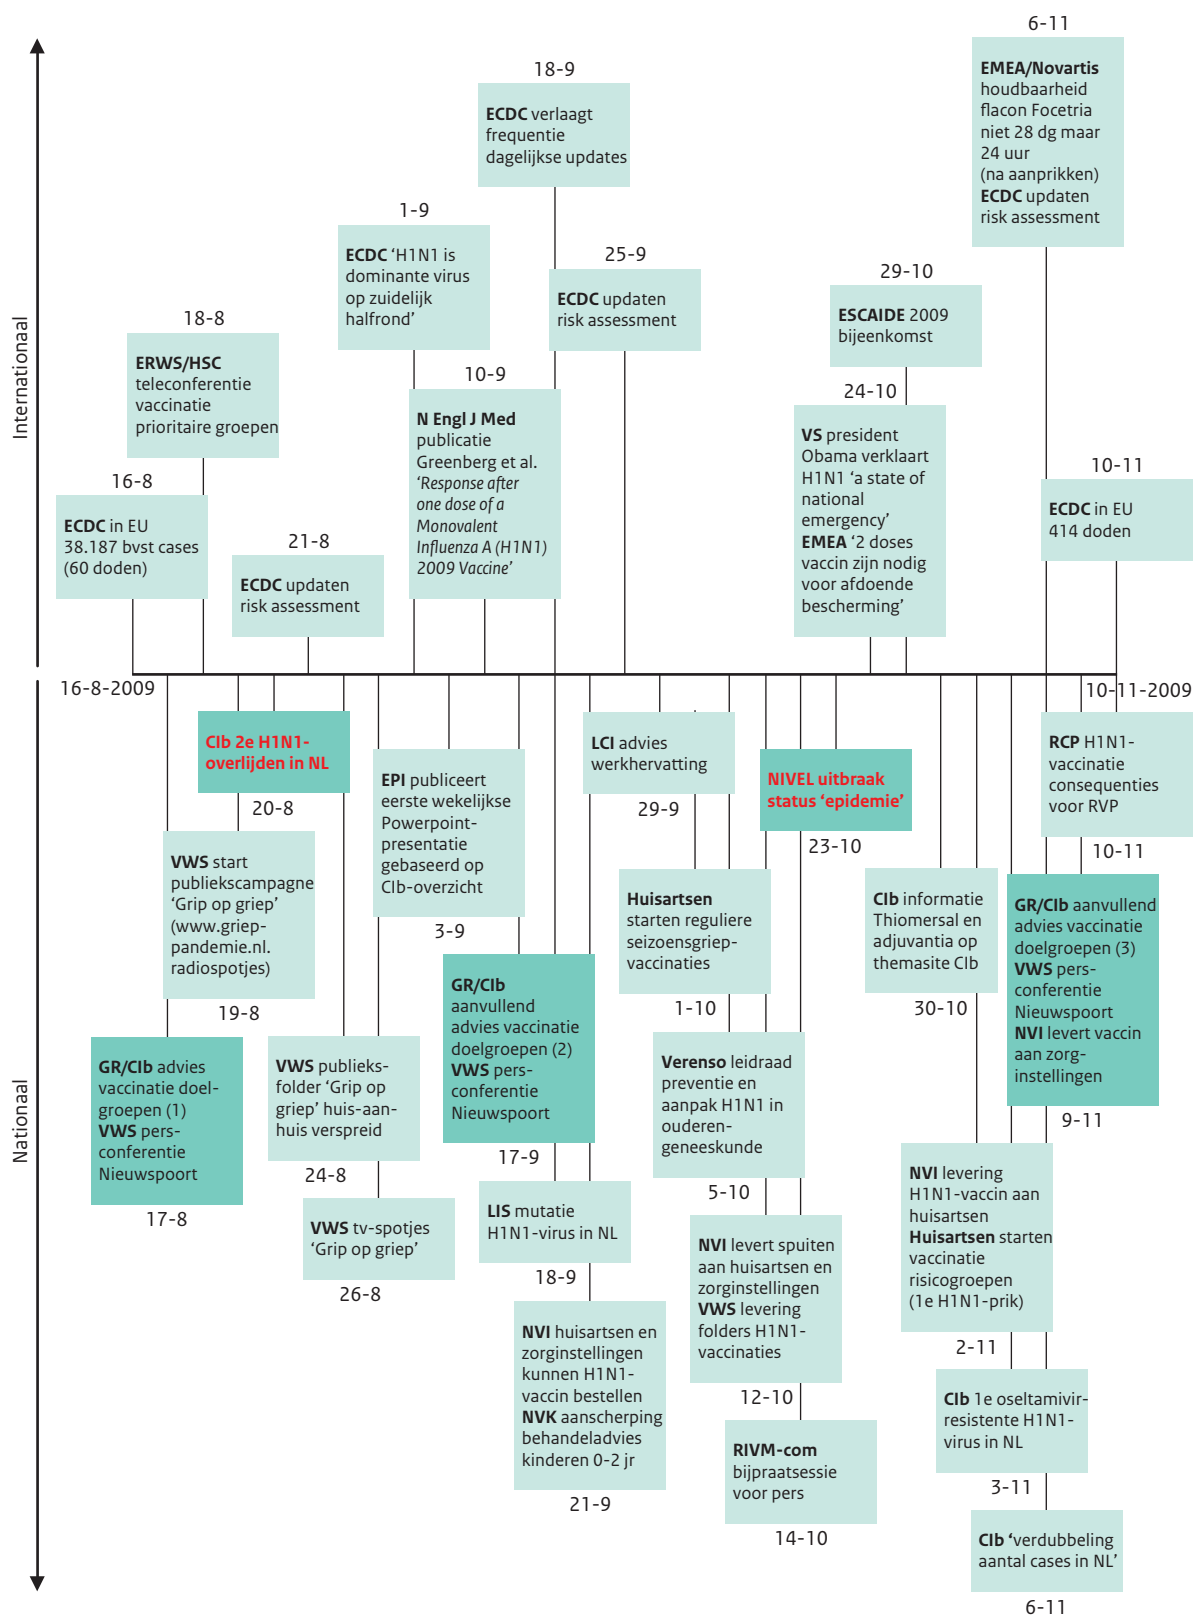 Internationaal
16-8
ECDC in EU
38.187 bvst cases
(60 doden)
18-8
ERWS/HSC
teleconferentie
vaccinatie
prioritaire groepen
21-8
ECDC updaten
risk assessment
1-9
ECDC ‘H1N1 is
dominante virus
op zuidelijk
halfrond’
10-9
N Engl J Med
publicatie
Greenberg et al.
‘Response after
one dose of a
Monovalent
Influenza A (H1N1)
2009 Vaccine’
18-9
ECDC verlaagt
frequentie
dagelijkse updates
25-9
ECDC updaten
risk assessment
24-10
VS president
Obama verklaart
H1N1 ‘a state of
national
emergency’
EMEA ‘2 doses
vaccin zijn nodig
voor afdoende
bescherming’
29-10
ESCAIDE 2009
bijeenkomst
6-11
EMEA/Novartis
houdbaarheid
flacon Focetria
niet 28 dg maar
24 uur
(na aanprikken)
ECDC updaten
risk assessment
10-11
ECDC in EU
414 doden
16-8-2009
10-11-2009
Nationaal
GR/CIb advies
vaccinatie doel-
groepen (1)
VWS pers-
conferentie
Nieuwspoort
17-8
VWS start
publiekscampagne
‘Grip op griep’
(www.griep-
pandemie.nl.
radiospotjes)
19-8
CIb 2e H1N1-
overlijden in NL
20-8
VWS publieks-
folder ‘Grip op
griep’ huis-aan-
huis verspreid
24-8
VWS tv-spotjes
‘Grip op griep’
26-8
EPI publiceert
eerste wekelijkse
Powerpoint-
presentatie
gebaseerd op
CIb-overzicht
3-9
GR/CIb
aanvullend
advies vaccinatie
doelgroepen (2)
VWS pers-
conferentie
Nieuwspoort
17-9
LIS mutatie
H1N1-virus in NL
18-9
NVI huisartsen en
zorginstellingen
kunnen H1N1-
vaccin bestellen
NVK aanscherping
behandeladvies
kinderen 0-2 jr
21-9
LCI advies
werkhervatting
29-9
Huisartsen
starten reguliere
seizoensgriep-
vaccinaties
1-10
Verenso leidraad
preventie en
aanpak H1N1 in
ouderen-
geneeskunde
5-10
NVI levert spuiten
aan huisartsen en
zorginstellingen
VWS levering
folders H1N1-
vaccinaties
12-10
RIVM-com
bijpraatsessie
voor pers
14-10
NIVEL uitbraak
status ‘epidemie’
23-10
CIb informatie
Thiomersal en
adjuvantia op
themasite CIb
30-10
NVI levering
H1N1-vaccin aan
huisartsen
Huisartsen starten
vaccinatie
risicogroepen
(1e H1N1-prik)
2-11
CIb 1e oseltamivir-
resistente H1N1-
virus in NL
3-11
CIb ‘verdubbeling
aantal cases in NL’
6-11
GR/CIb aanvullend
advies vaccinatie
doelgroepen (3)
VWS pers-
conferentie
Nieuwspoort
NVI levert vaccin
aan zorg-
instellingen
9-11
RCP H1N1-
vaccinatie
consequenties
voor RVP
10-11